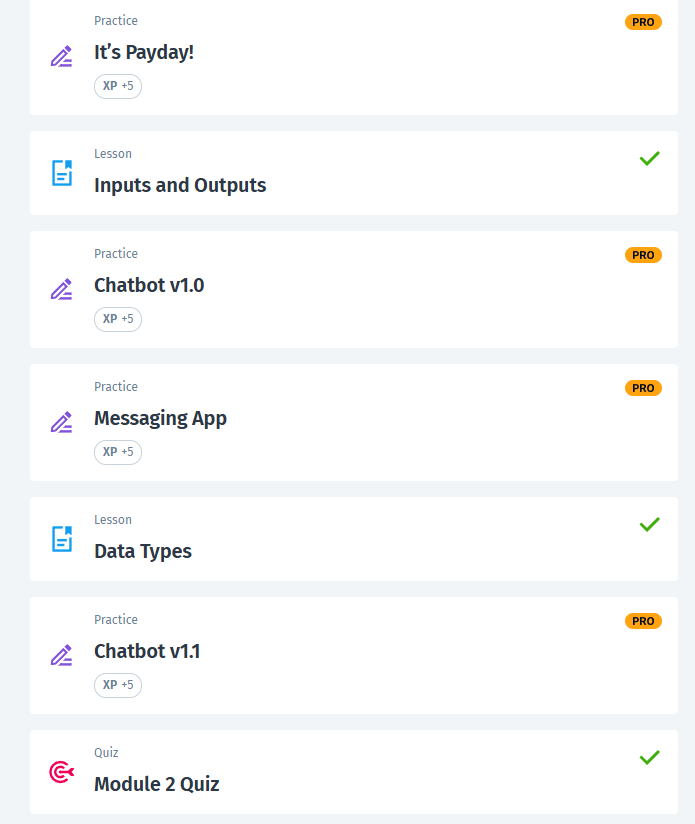 Practice
PRO
It’s Payday!
XP +5
Lesson
Inputs and Outputs
Practice
PRO
Chatbot v1.0
XP +5
Practice
PRO
Messaging App
XP +5
Lesson
Data Types
Practice
PRO
Chatbot v1.1
XP +5
Quiz
Module 2 Quiz